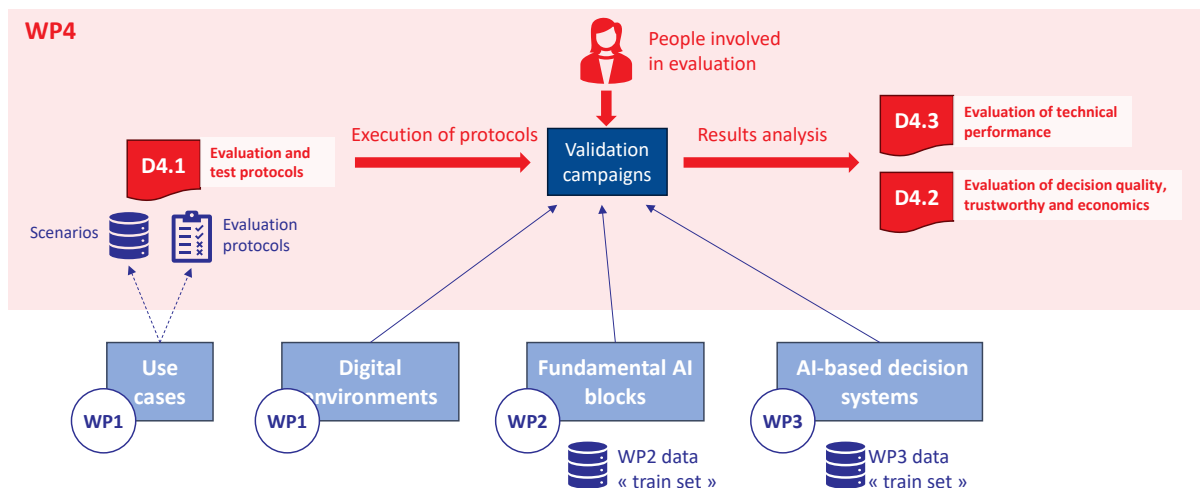 WP4
People involved
in evaluation
Execution of protocols
Results analysis
Validation
campaigns
D4.1
Evaluation and
test protocols
D4.3
Evaluation of technical
performance
D4.2
Evaluation of decision quality,
trustworthy and economics
Scenarios
Evaluation
protocols
Use
cases
WP1
Digital
environments
WP1
Fundamental AI
blocks
WP2
AI-based decision
systems
WP3
WP2 data
« train set »
WP3 data
« train set »